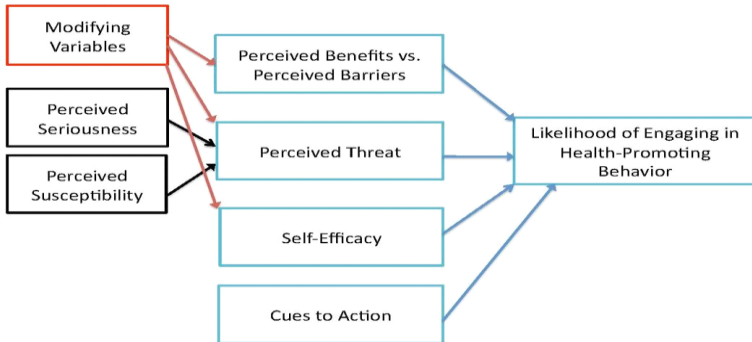 Modifying
Variables
Perceived
Seriousness
Perceived
Susceptibility
Perceived Benefits vs.
Perceived Barriers
Perceived Threat
Self-Efficacy
Cues to Action
Likelihood of Engaging in
Health-Promoting
Behavior